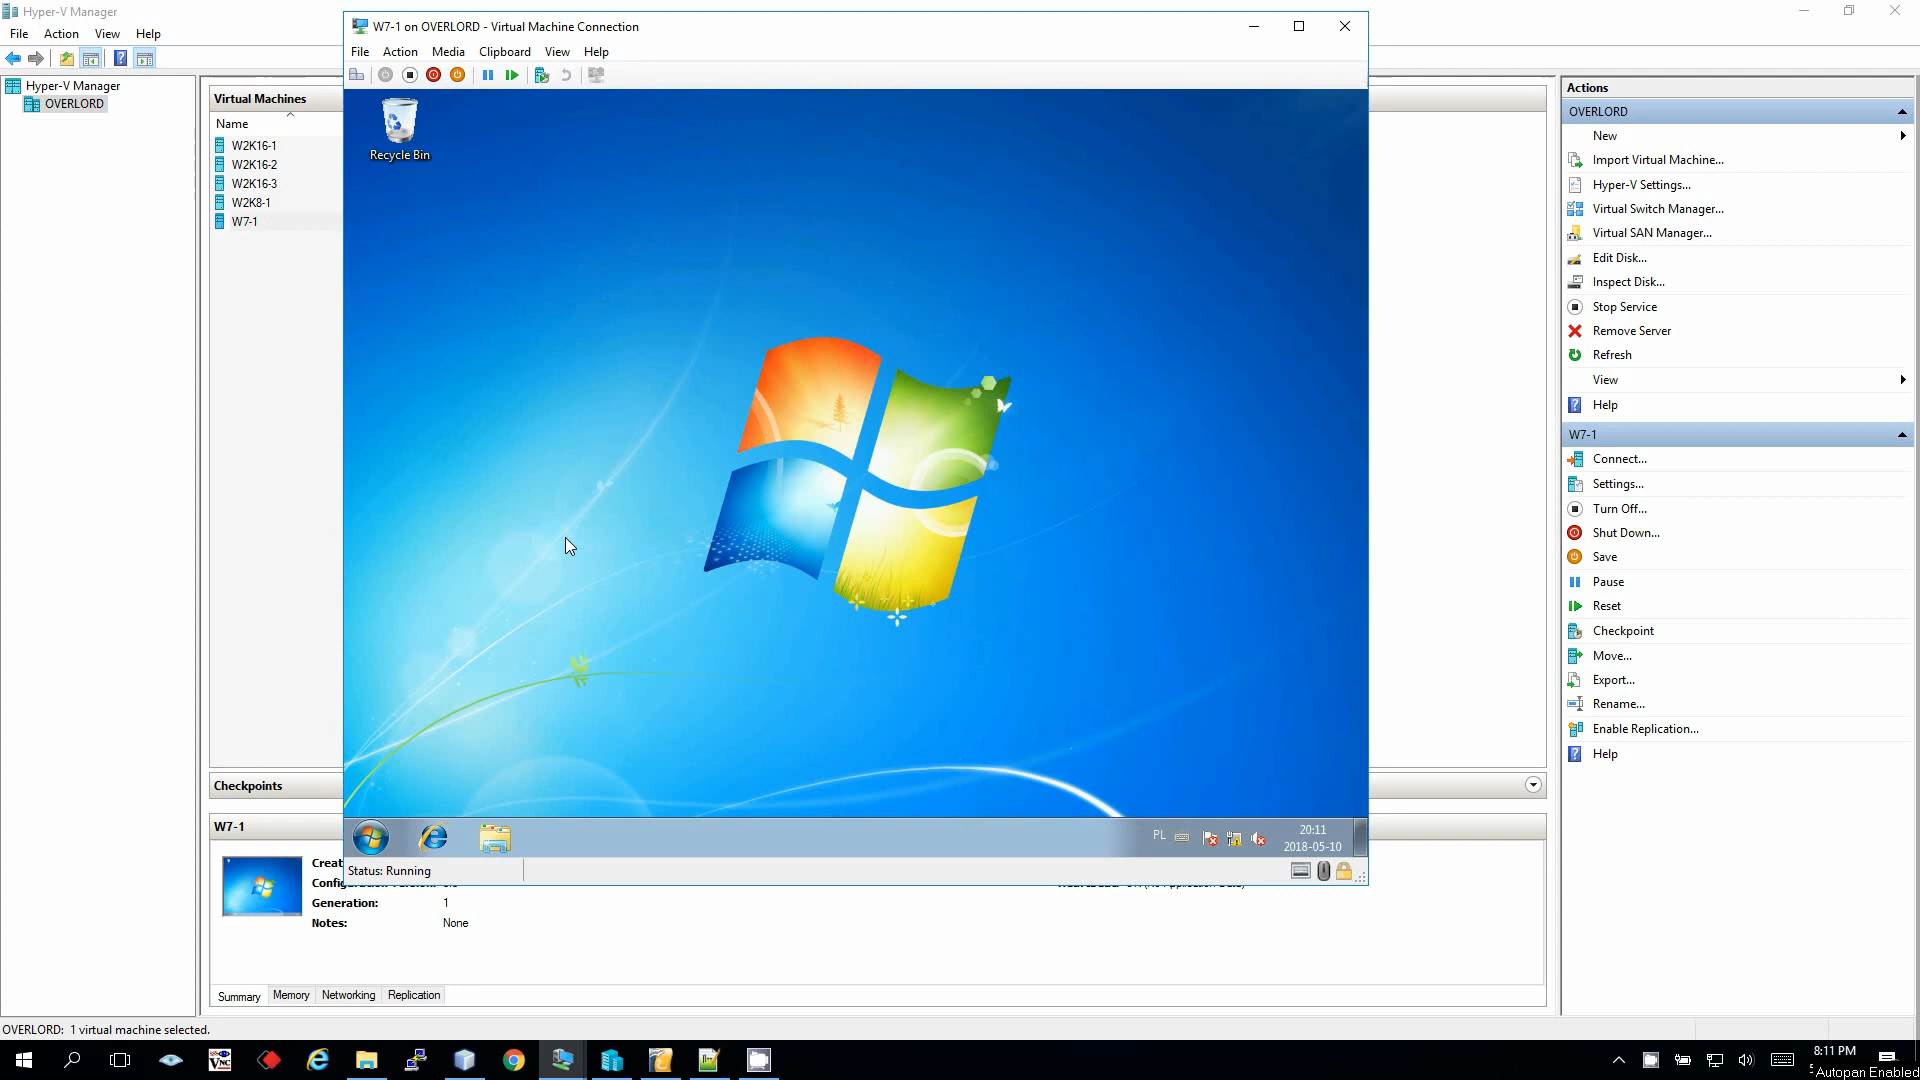 Hyper-V Manager
File Action View Help
Hyper-V Manager
OVERLORD
Virtual Machines
Name
W2K16-1
W2K16-2
W2K16-3
W2K8-1
W7-1
W7-1 on OVERLORD - Virtual Machine Connection
File Action Media Clipboard View Help
Recycle Bin
PL
20:11
2018-05-10
Status: Running
Checkpoints
W7-1
Creat
Generation: 1
Notes: None
Summary Memory Networking Replication
Actions
OVERLORD
New
Import Virtual Machine...
Hyper-V Settings...
Virtual Switch Manager...
Virtual SAN Manager...
Edit Disk...
Inspect Disk...
Stop Service
Remove Server
Refresh
View
Help
W7-1
Connect...
Settings...
Turn Off...
Shut Down...
Save
Pause
Reset
Checkpoint
Move...
Export...
Rename...
Enable Replication...
Help
OVERLORD: 1 virtual machine selected.
VNC
8:11 PM
Autopan Enabled